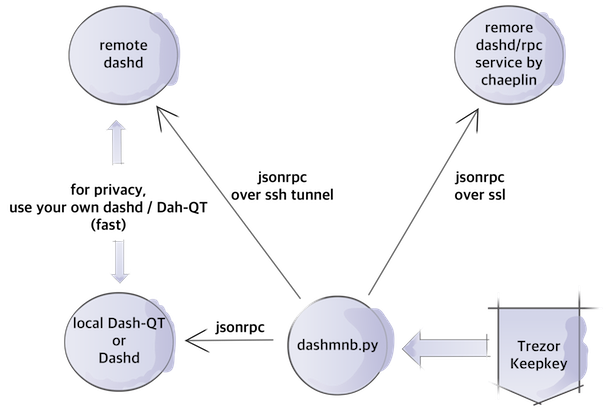 remote
dashd
remore
dashd/rpc
service by
chaeplin
jsonrpc
over ssh tunnel
jsonrpc
over ssl
for privacy,
use your own dashd / Dah-QT
(fast)
local Dash-QT
or
Dashd
jsonrpc
dashmnb.py
Trezor
Keepkey